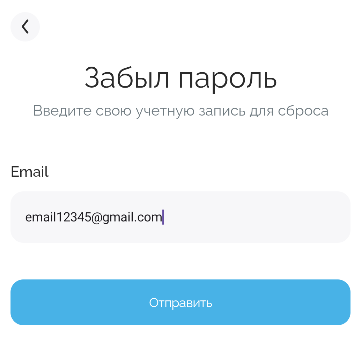 Забыл пароль
Введите свою учетную запись для сброса
Email
email12345@gmail.com
Отправить